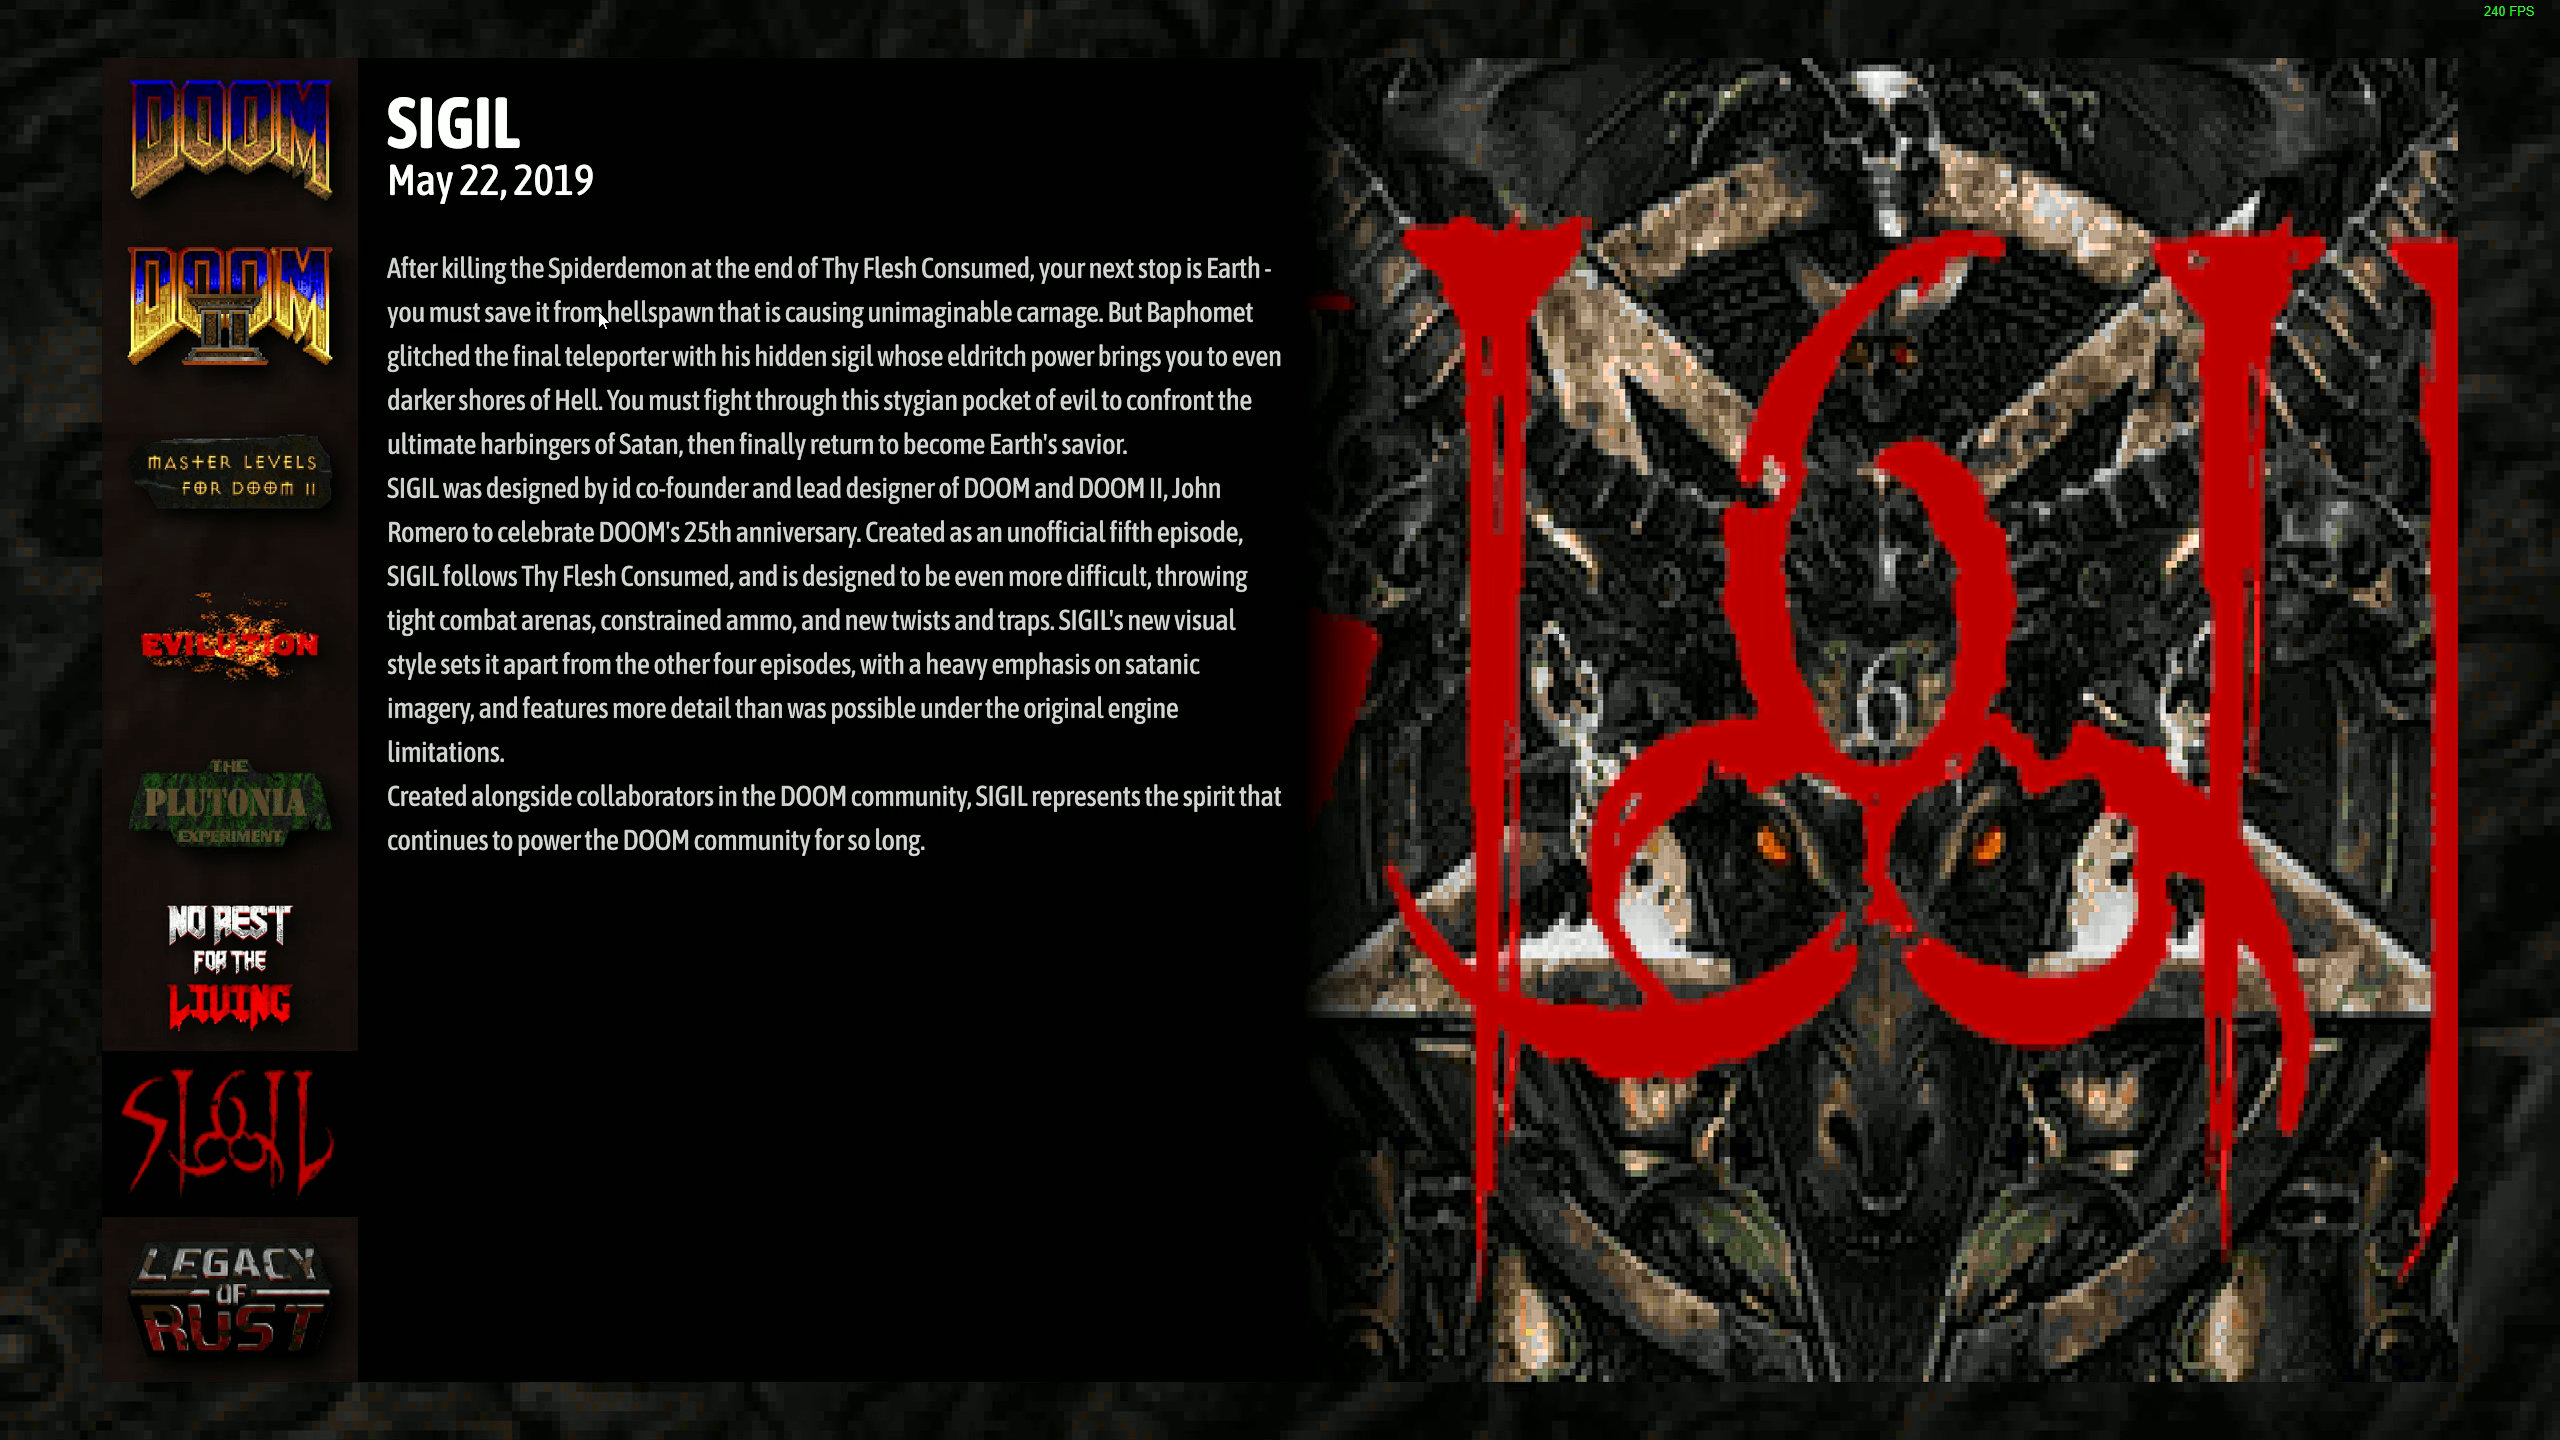 240 FPS
DOOM
DOOM
II
MASTER LEVELS
FOR DOOM II
EVILUTION
THE
PLUTONIA
EXPERIMENT
NO REST
FOR THE
LIVING
SIGIL
LEGACY
OF
RUST
SIGIL
May 22, 2019
After killing the Spiderdemon at the end of Thy Flesh Consumed, your next stop is Earth -
you must save it from hellspawn that is causing unimaginable carnage. But Baphomet
glitched the final teleporter with his hidden sigil whose eldritch power brings you to even
darker shores of Hell. You must fight through this stygian pocket of evil to confront the
ultimate harbingers of Satan, then finally return to become Earth's savior.
SIGIL was designed by id co-founder and lead designer of DOOM and DOOM II, John
Romero to celebrate DOOM's 25th anniversary. Created as an unofficial fifth episode,
SIGIL follows Thy Flesh Consumed, and is designed to be even more difficult, throwing
tight combat arenas, constrained ammo, and new twists and traps. SIGIL's new visual
style sets it apart from the other four episodes, with a heavy emphasis on satanic
imagery, and features more detail than was possible under the original engine
limitations.
Created alongside collaborators in the DOOM community, SIGIL represents the spirit that
continues to power the DOOM community for so long.
6